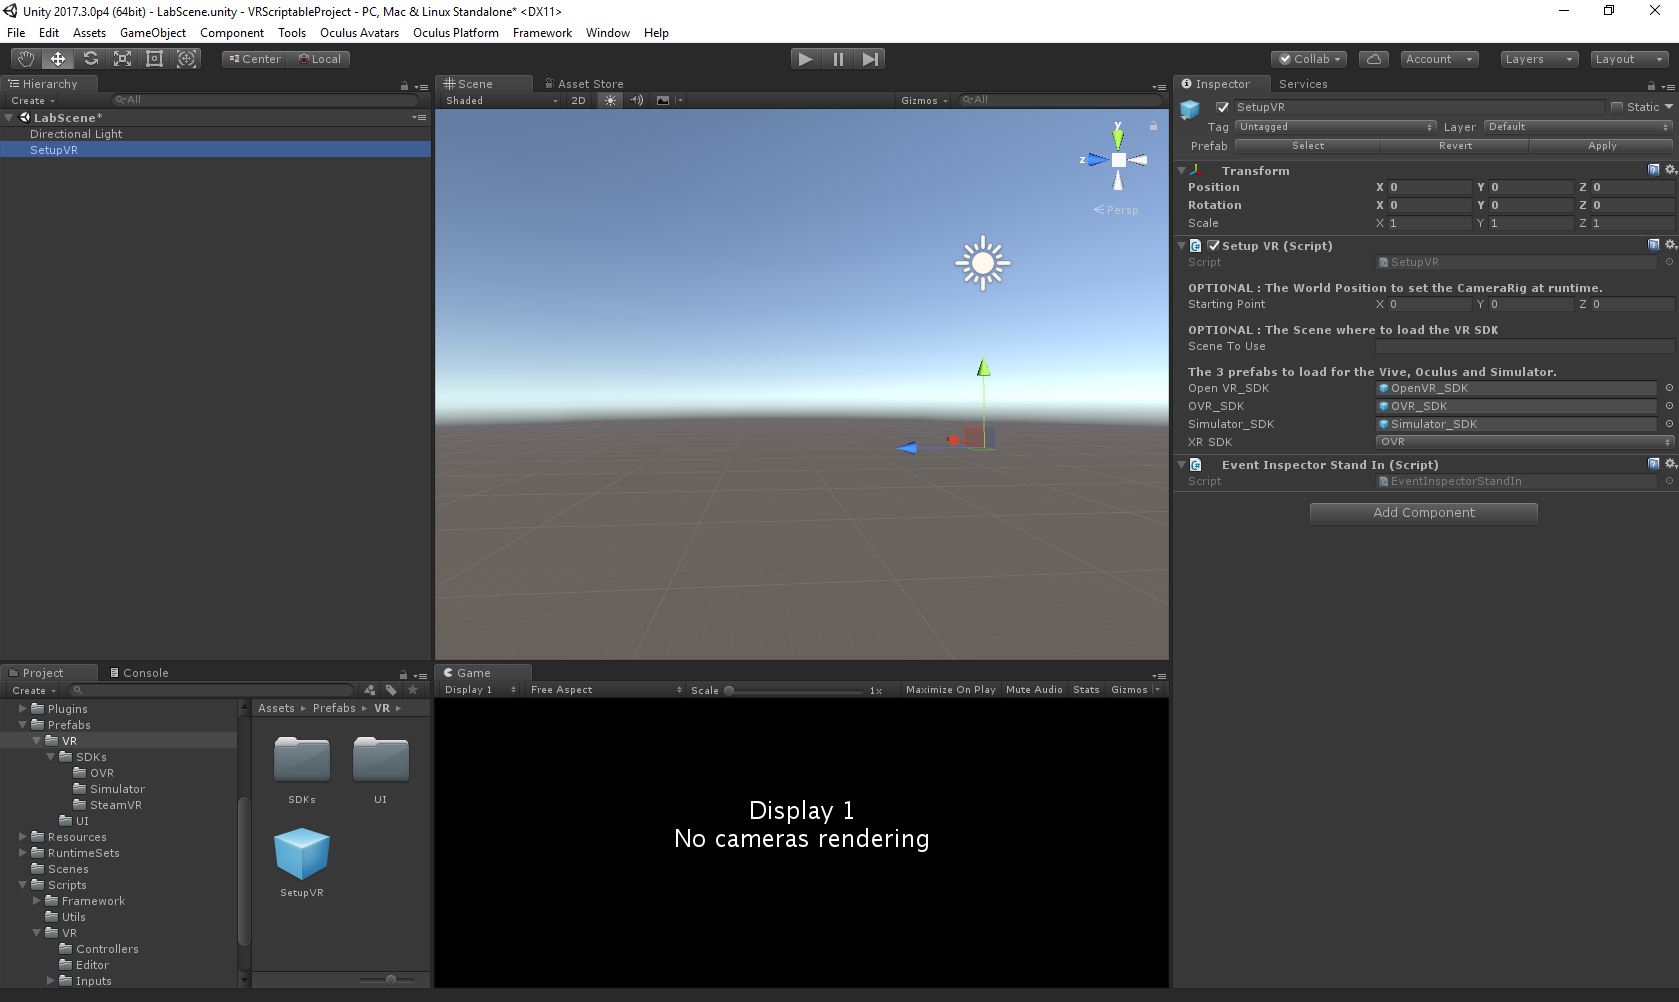 Unity 2017.3.0p4 (64bit) - LabScene.unity - VRScriptableProject - PC, Mac & Linux Standalone* <DX11>
File Edit Assets GameObject Component Tools Oculus Avatars Oculus Platform Framework Window Help
Center Local
Collab Account Layers Layout
Hierarchy
Create All
LabScene*
Directional Light
SetupVR
Scene Asset Store
Shaded 2D Gizmos All
y
z
Persp
Inspector Services
SetupVR Static
Tag Untagged Layer Default
Prefab Select Revert Apply
Transform
Position X 0 Y 0 Z 0
Rotation X 0 Y 0 Z 0
Scale X 1 Y 1 Z 1
Setup VR (Script)
Script SetupVR
OPTIONAL : The World Position to set the CameraRig at runtime.
Starting Point X 0 Y 0 Z 0
OPTIONAL : The Scene where to load the VR SDK
Scene To Use
The 3 prefabs to load for the Vive, Oculus and Simulator.
Open VR_SDK OpenVR_SDK
OVR_SDK OVR_SDK
Simulator_SDK Simulator_SDK
XR SDK OVR
Event Inspector Stand In (Script)
Script EventInspectorStandIn
Add Component
Project Console
Create
Plugins
Prefabs
VR
SDKs
OVR
Simulator
SteamVR
UI
Resources
RuntimeSets
Scenes
Scripts
Framework
Utils
VR
Controllers
Editor
Inputs
Assets Prefabs VR
SDKs UI
SetupVR
Game
Display 1 Free Aspect Scale 1x Maximize On Play Mute Audio Stats Gizmos
Display 1
No cameras rendering